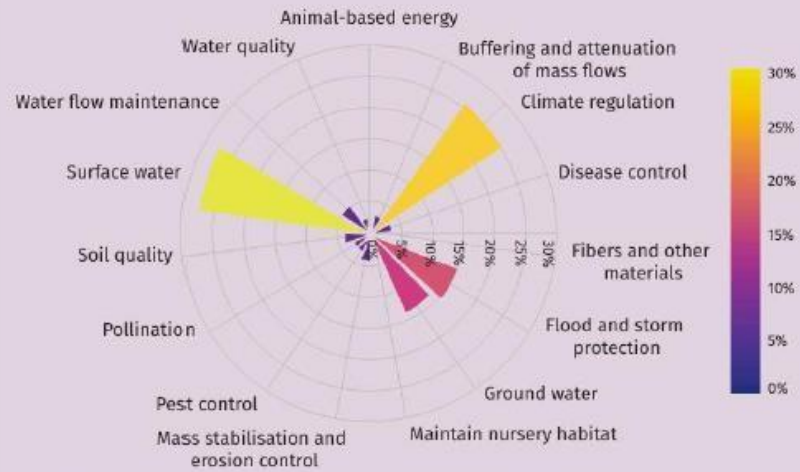 Animal-based energy
Water quality
Buffering and attenuation
of mass flows
Water flow maintenance
Climate regulation
Surface water
Disease control
Soil quality
Fibers and other
materials
Pollination
Flood and storm
protection
Pest control
Ground water
Mass stabilisation and
erosion control
Maintain nursery habitat
0%
5%
10%
15%
20%
25%
30%
30%
25%
20%
15%
10%
5%
0%